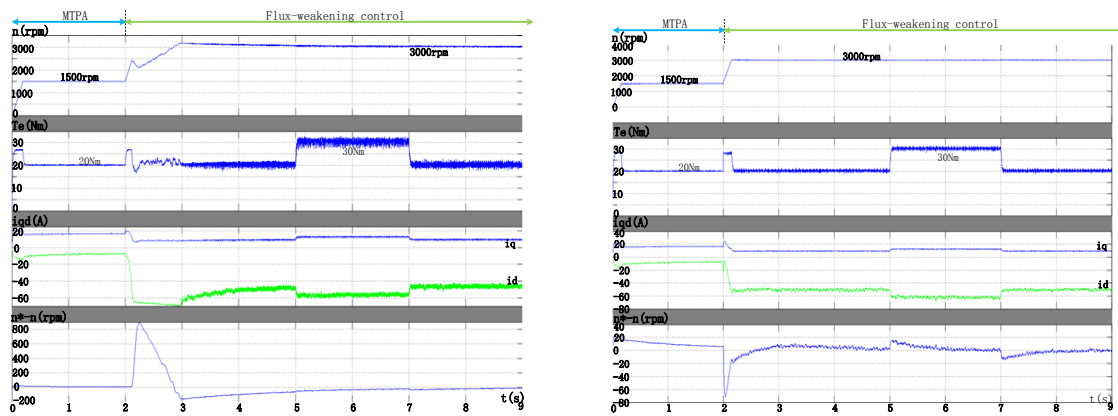 MTPA
Flux-weakening control
n(rpm)
3000
3000rpm
1500rpm
1000
0
Te(Nm)
30
20Nm
30Nm
20
10
0
iqd(A)
20
0
iq
-20
-40
id
-60
n*-n(rpm)
800
600
400
200
0
-200
t(s)
0 1 2 3 4 5 6 7 8 9
MTPA
Flux-weakening control
n(rpm)
4000
3000
3000rpm
2000
1500rpm
1000
0
Te(Nm)
30
20Nm
30Nm
20
10
0
iqd(A)
40
20
iq
0
-20
-40
id
-60
-80
n*-n(rpm)
40
20
0
-20
-40
-60
-80
t(s)
0 1 2 3 4 5 6 7 8 9